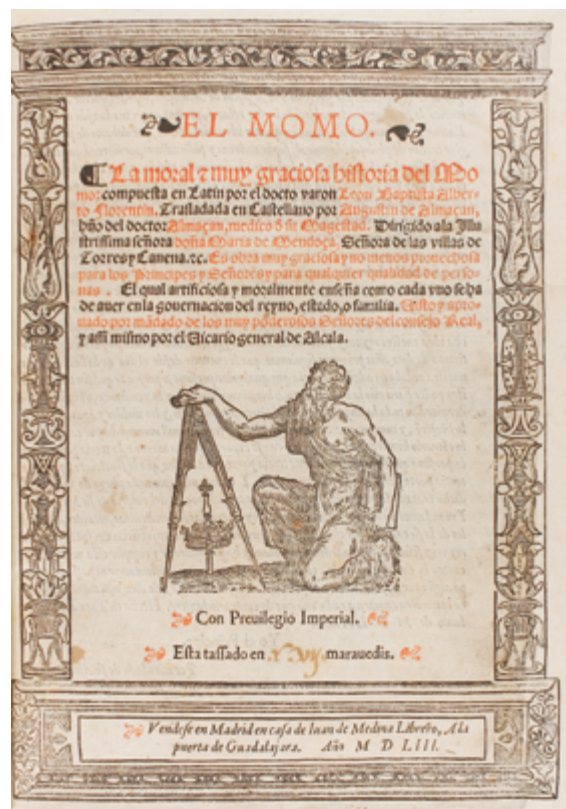 EL MOMO.
La moral ⁊ muy graciosa historia del Mo
mo: compuesta en Latin por el docto varon Leon Baptista Alber-
to Florentin. Trasladada en Castellano por Augustin de Almaçan,
hijo del doctor Almaçan, medico d̃ su Magestad. Dirigido ala Illu
strissima señora doña Maria de Mendoça. Señora de las villas de
Torres y Canena. ⁊c. Es obra muy graciosa y no menos prouechosa
para los Principes y Señores y para qualquier qualidad de perso-
nas. El qual artificiosa y moralmente enseña como cada vno se ha
de auer en la gouernacion del reyno, estado, o familia. Uisto y apro-
uado por mãdado de los muy poderosos Señores del consejo Real,
y assi mismo por el Uicario general de Alcala.
Con Preuilegio Imperial.
Esta tassado en marauedis.
Vendese en Madrid en casa de Iuan de Medina Librero, A la
puerta de Guadalajara. Año M D LIII.